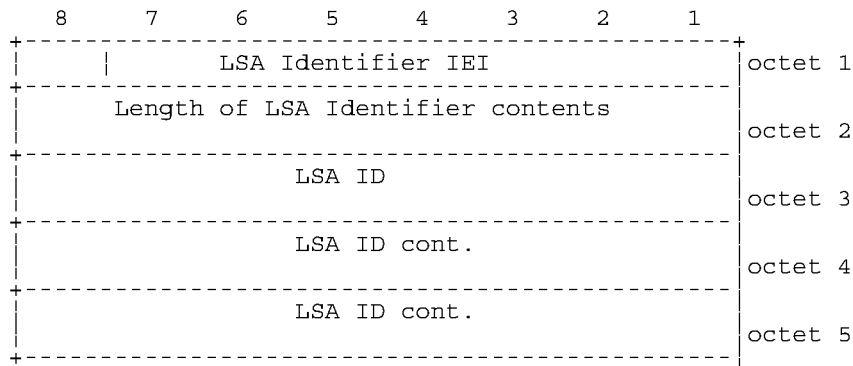 8 7 6 5 4 3 2 1
LSA Identifier IEI octet 1
Length of LSA Identifier contents
octet 2
LSA ID
octet 3
LSA ID cont.
octet 4
LSA ID cont.
octet 5